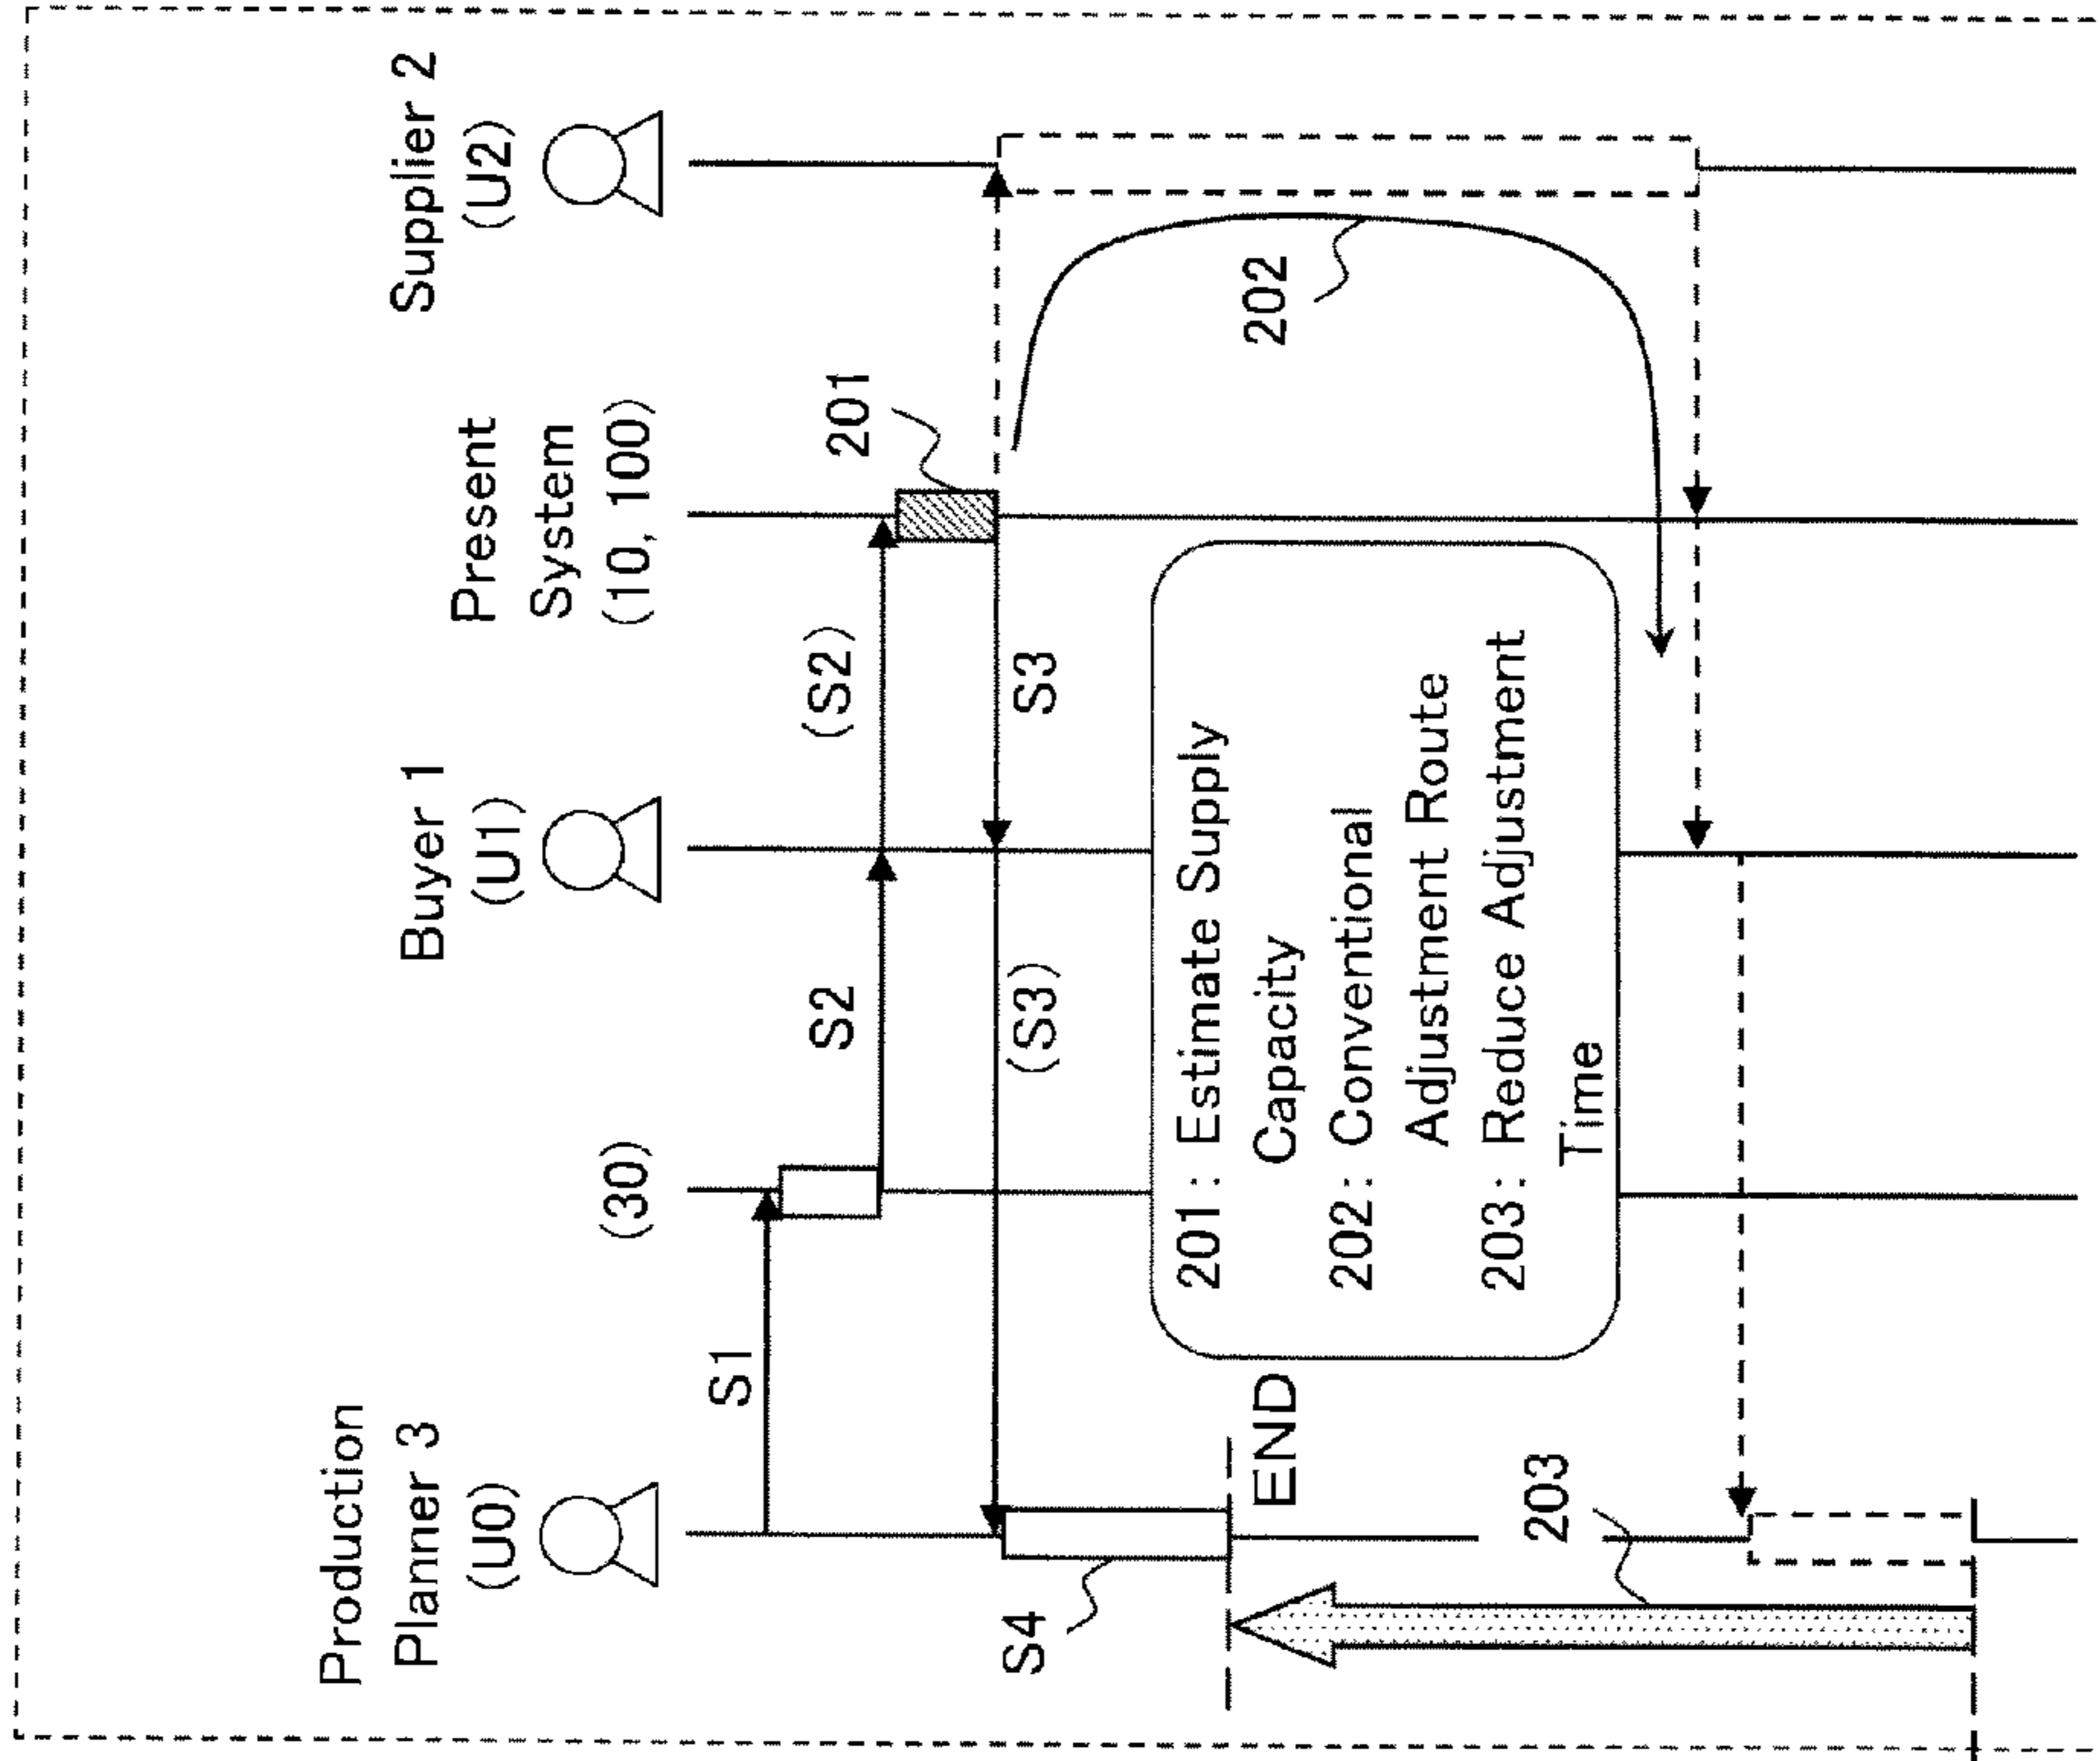 Production
Planner 3
(U0)
(30)
Buyer 1
(U1)
Present
System
(10, 100)
Supplier 2
(U2)
S1
S2
(S2)
201
(S3)
S3
S4
END
202
203
201: Estimate Supply
Capacity
202: Conventional
Adjustment Route
203: Reduce Adjustment
Time